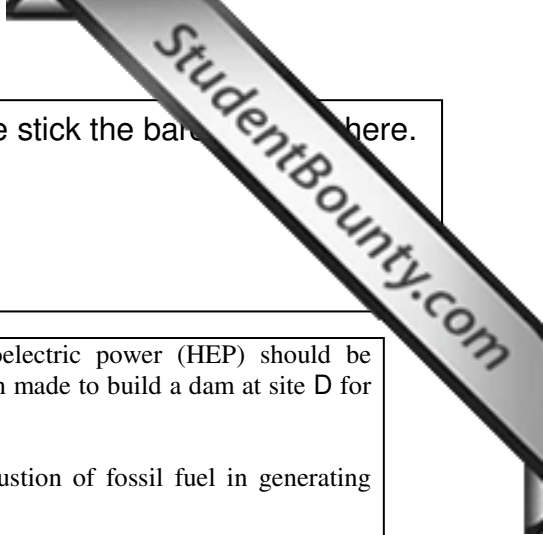 StudentBounty.com
e stick the bar here.
oelectric power (HEP) should be
n made to build a dam at site D for
ustion of fossil fuel in generating